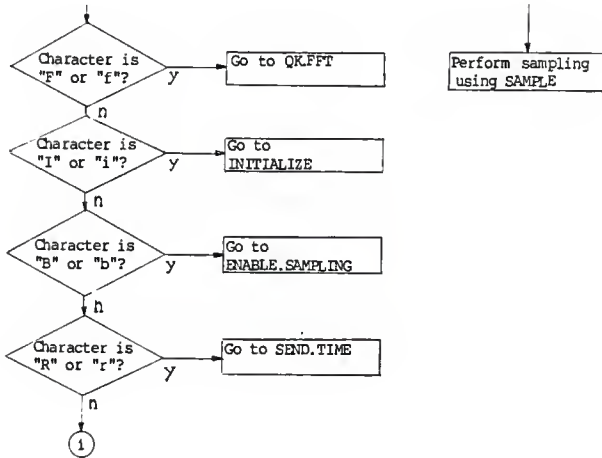 Character is
"F" or "f"?
y
Go to QK.FFT
Perform sampling
using SAMPLE
n
Character is
"I" or "i"?
y
Go to
INITIALIZE
n
Character is
"B" or "b"?
y
Go to
ENABLE.SAMPLING
n
Character is
"R" or "r"?
y
Go to SEND.TIME
n
1